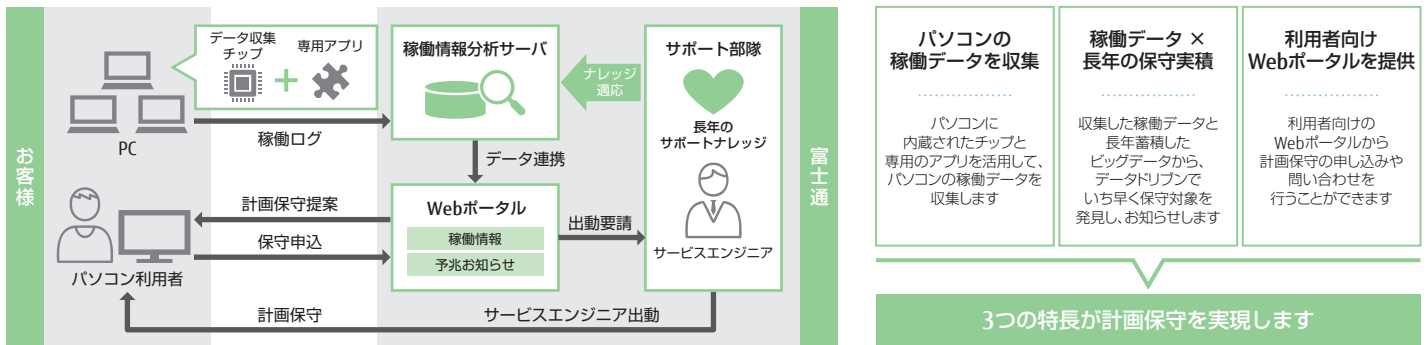 お客様
データ収集
チップ
専用アプリ
PC
稼働ログ
稼働情報分析サーバ
ナレッジ
適応
サポート部隊
長年の
サポートナレッジ
サービスエンジニア
データ連携
計画保守提案
保守申込
Webポータル
稼働情報
予兆お知らせ
出動要請
パソコン利用者
計画保守
サービスエンジニア出動
富士通
パソコンの
稼働データを収集
パソコンに
内蔵されたチップと
専用のアプリを活用して、
パソコンの稼働データを
収集します
稼働データ ×
長年の保守実績
収集した稼働データと
長年蓄積した
ビッグデータから、
データドリブンで
いち早く保守対象を
発見し、お知らせします
利用者向け
Webポータルを提供
利用者向けの
Webポータルから
計画保守の申し込みや
問い合わせを
行うことができます
3つの特長が計画保守を実現します